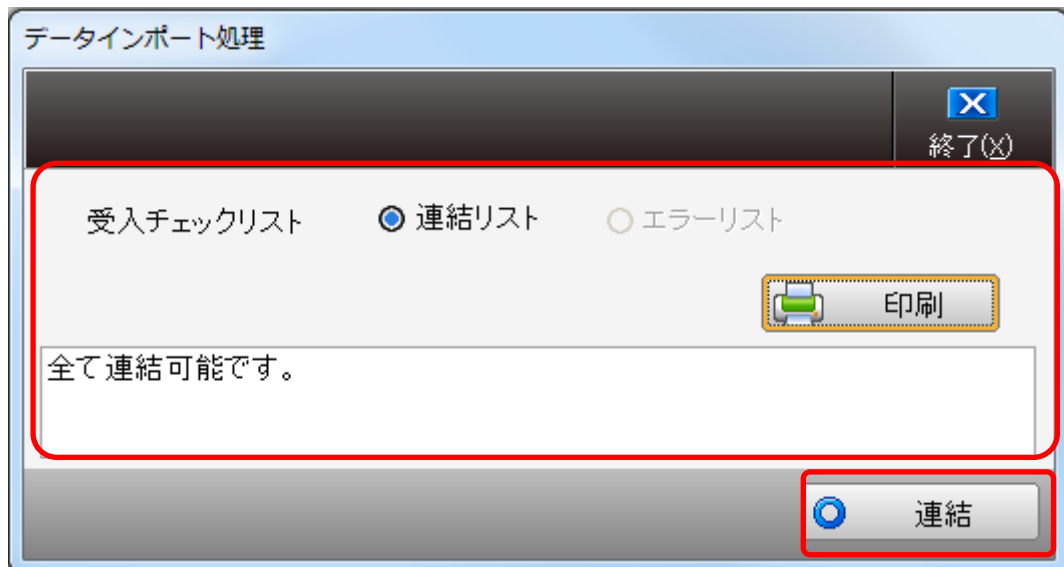 データインポート処理
終了(X)
受入チェックリスト 連結リスト エラーリスト
印刷
全て連結可能です。
連結